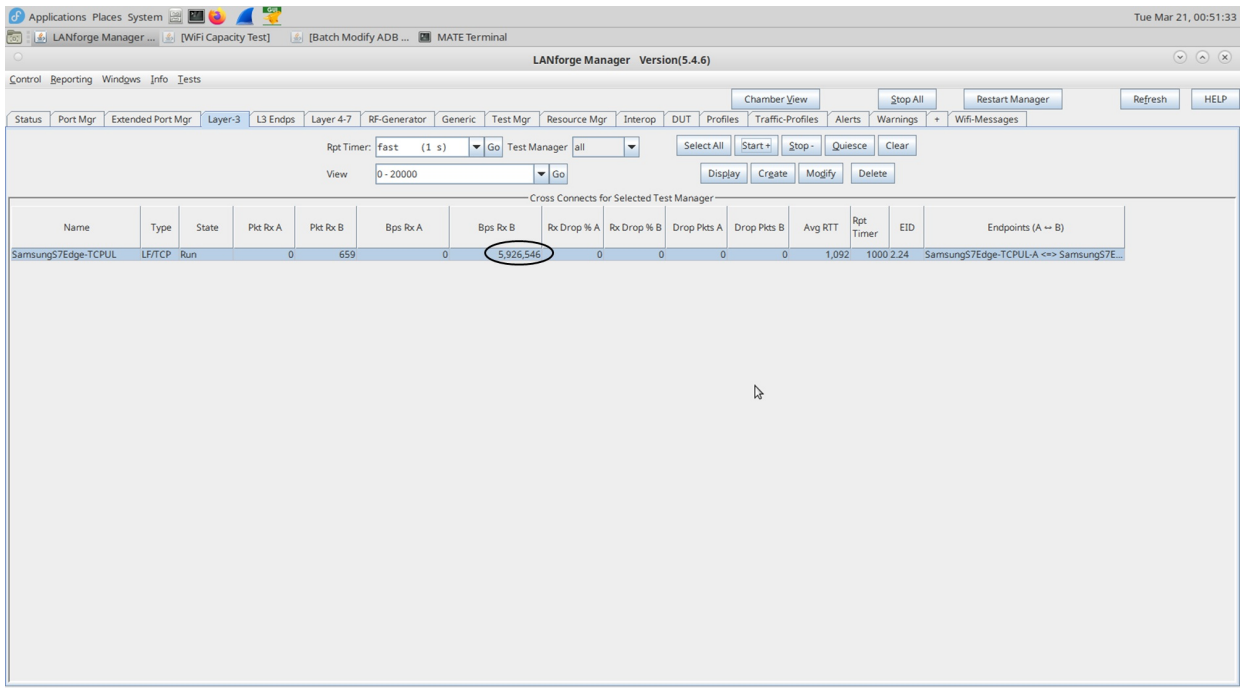 GUI
Applications Places System
Tue Mar 21, 00:51:33
LANforge Manager ... [WiFi Capacity Test] [Batch Modify ADB ... MATE Terminal
LANforge Manager Version(5.4.6)
Control Reporting Windows Info Tests
Chamber View Stop All Restart Manager Refresh HELP
Status Port Mgr Extended Port Mgr Layer-3 L3 Endps Layer 4-7 RF-Generator Generic Test Mgr Resource Mgr Interop DUT Profiles Traffic-Profiles Alerts Warnings + Wifi-Messages
Rpt Timer: fast (1 s) Go Test Manager all Select All Start + Stop - Quiesce Clear
View 0 - 20000 Go Display Create Modify Delete
Cross Connects for Selected Test Manager
Name Type State Pkt Rx A Pkt Rx B Bps Rx A Bps Rx B Rx Drop % A Rx Drop % B Drop Pkts A Drop Pkts B Avg RTT Rpt Timer EID Endpoints (A ↔ B)
SamsungS7Edge-TCPUL LF/TCP Run 0 659 0 5,926,546 0 0 0 0 1,092 1000 2.24 SamsungS7Edge-TCPUL-A <=> SamsungS7E...